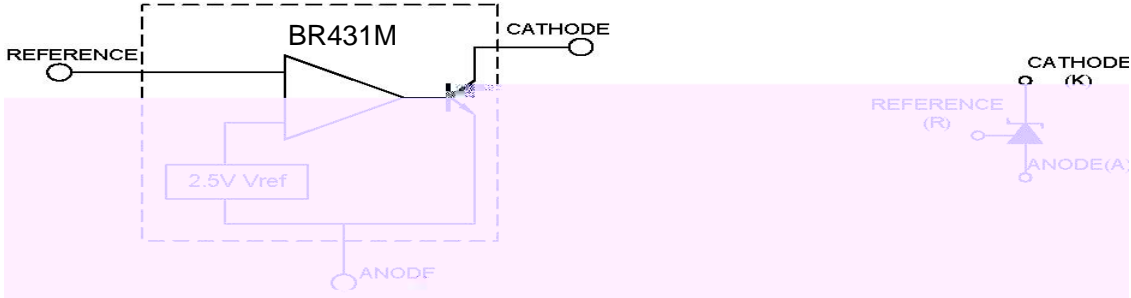 BR431M
CATHODE
REFERENCE
CATHODE
(K)
REFERENCE
(R)
ANODE(A)
2.5V Vref
ANODE